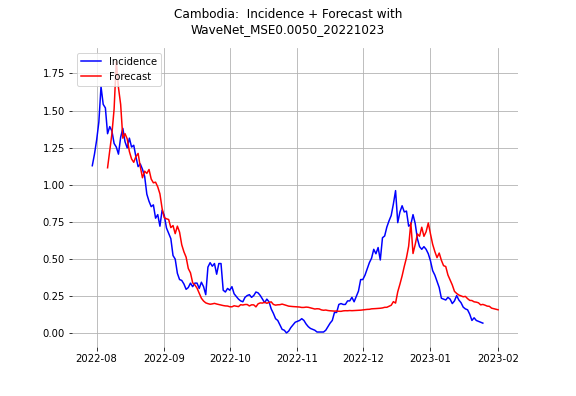 Cambodia:  Incidence + Forecast with
WaveNet_MSE0.0050_20221023
Incidence
Forecast
1.75
1.50
1.25
1.00
0.75
0.50
0.25
0.00
2022-08 2022-09 2022-10 2022-11 2022-12 2023-01 2023-02